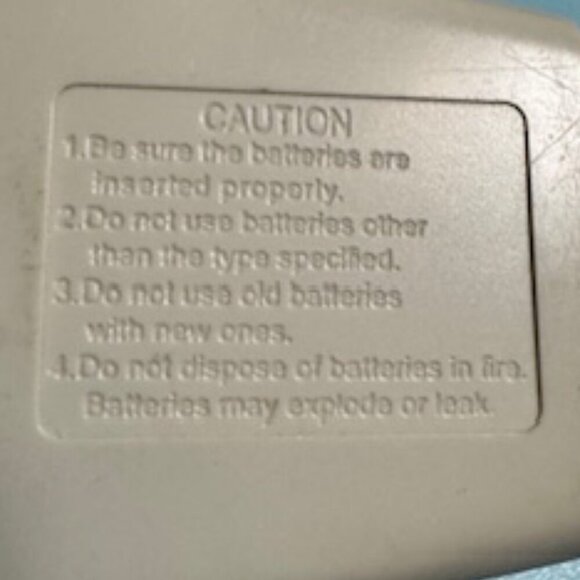 CAUTION
1.Be sure the batteries are
inserted properly.
2.Do not use batteries other
than the type specified.
3.Do not use old batteries
with new ones.
4.Do not dispose of batteries in fire.
Batteries may explode or leak.